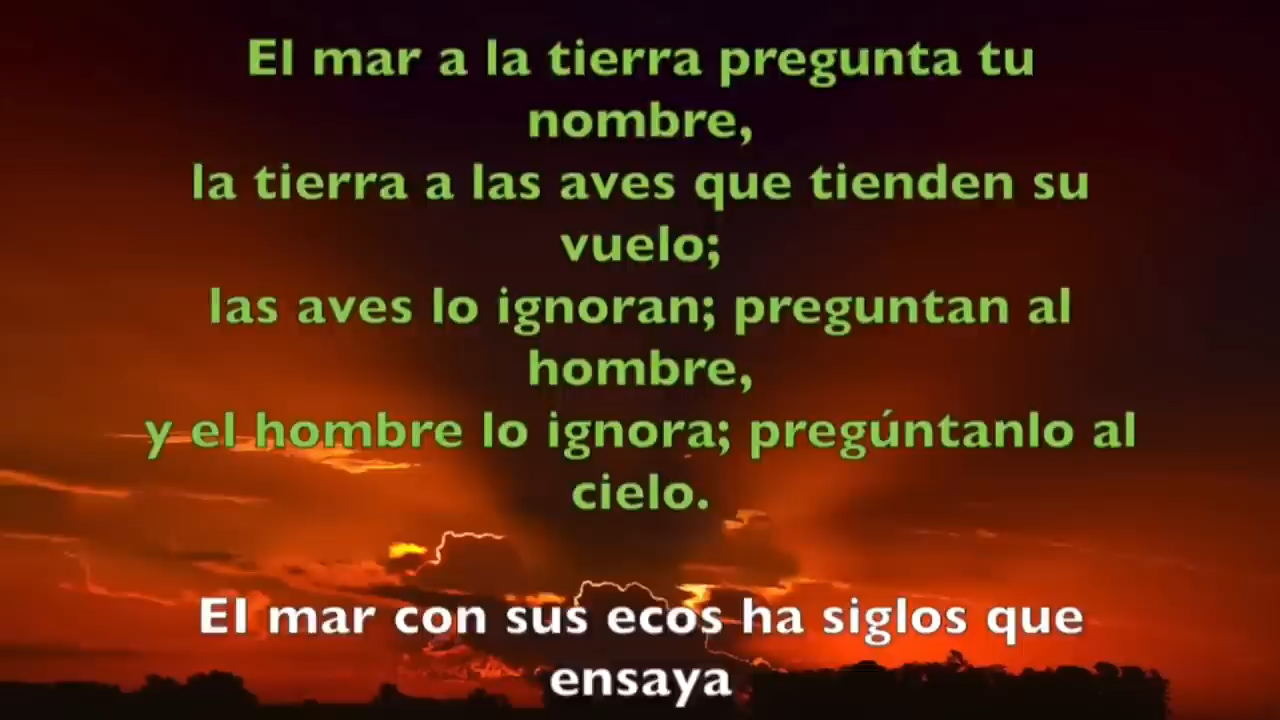 El mar a la tierra pregunta tu
nombre,
la tierra a las aves que tienden su
vuelo;
las aves lo ignoran; preguntan al
hombre,
y el hombre lo ignora; pregúntanlo al
cielo.
El mar con sus ecos ha siglos que
ensaya